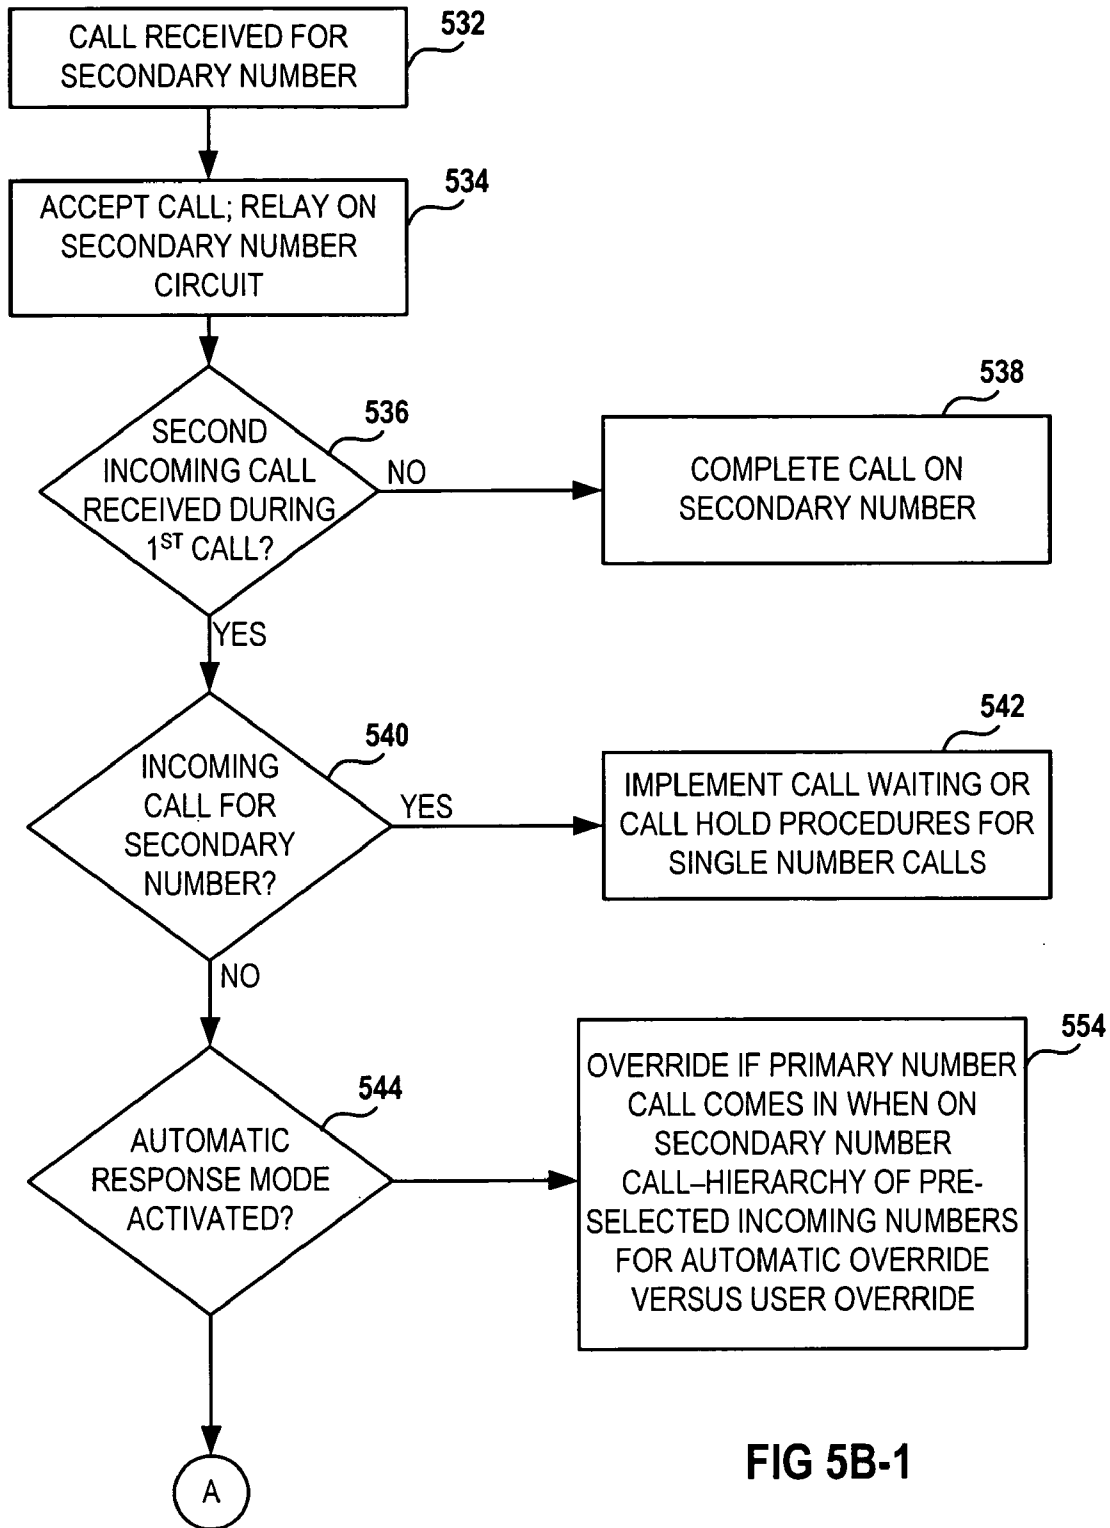 CALL RECEIVED FOR
SECONDARY NUMBER
532
ACCEPT CALL; RELAY ON
SECONDARY NUMBER
CIRCUIT
534
SECOND
INCOMING CALL
RECEIVED DURING
1ST CALL?
536
NO
COMPLETE CALL ON
SECONDARY NUMBER
538
YES
INCOMING
CALL FOR
SECONDARY
NUMBER?
540
YES
IMPLEMENT CALL WAITING OR
CALL HOLD PROCEDURES FOR
SINGLE NUMBER CALLS
542
NO
AUTOMATIC
RESPONSE MODE
ACTIVATED?
544
OVERRIDE IF PRIMARY NUMBER
CALL COMES IN WHEN ON
SECONDARY NUMBER
CALL–HIERARCHY OF PRE-
SELECTED INCOMING NUMBERS
FOR AUTOMATIC OVERRIDE
VERSUS USER OVERRIDE
554
A
FIG 5B-1